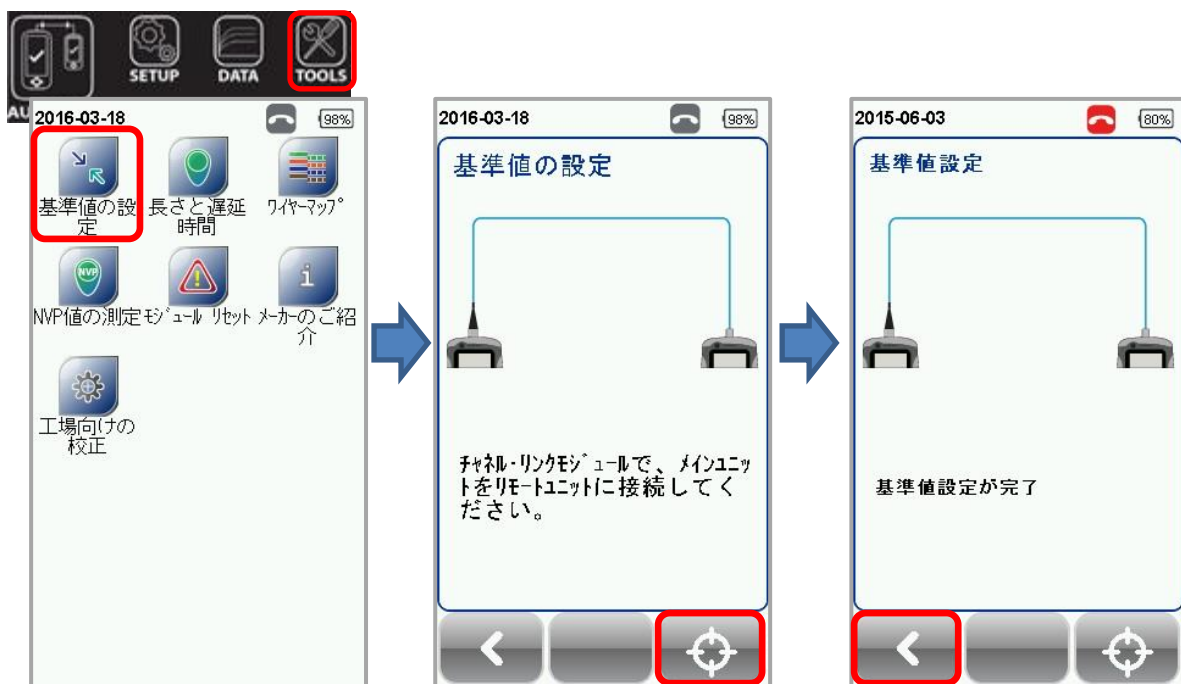 SETUP
DATA
TOOLS
AU
2016-03-18
98%
基準値の設
定
長さと遅延
時間
ﾜｲﾔｰﾏｯﾌﾟ
NVP
NVP値の測定
ﾓｼﾞｭｰﾙ ﾘｾｯﾄ
ﾒｰｶｰのご紹
介
工場向けの
校正
2016-03-18
98%
基準値の設定
ﾁｬﾈﾙ・ﾘﾝｸﾓｼﾞｭｰﾙで、ﾒｲﾝﾕﾆｯ
ﾄをﾘﾓｰﾄﾕﾆｯﾄに接続してく
ださい。
2015-06-03
80%
基準値設定
基準値設定が完了